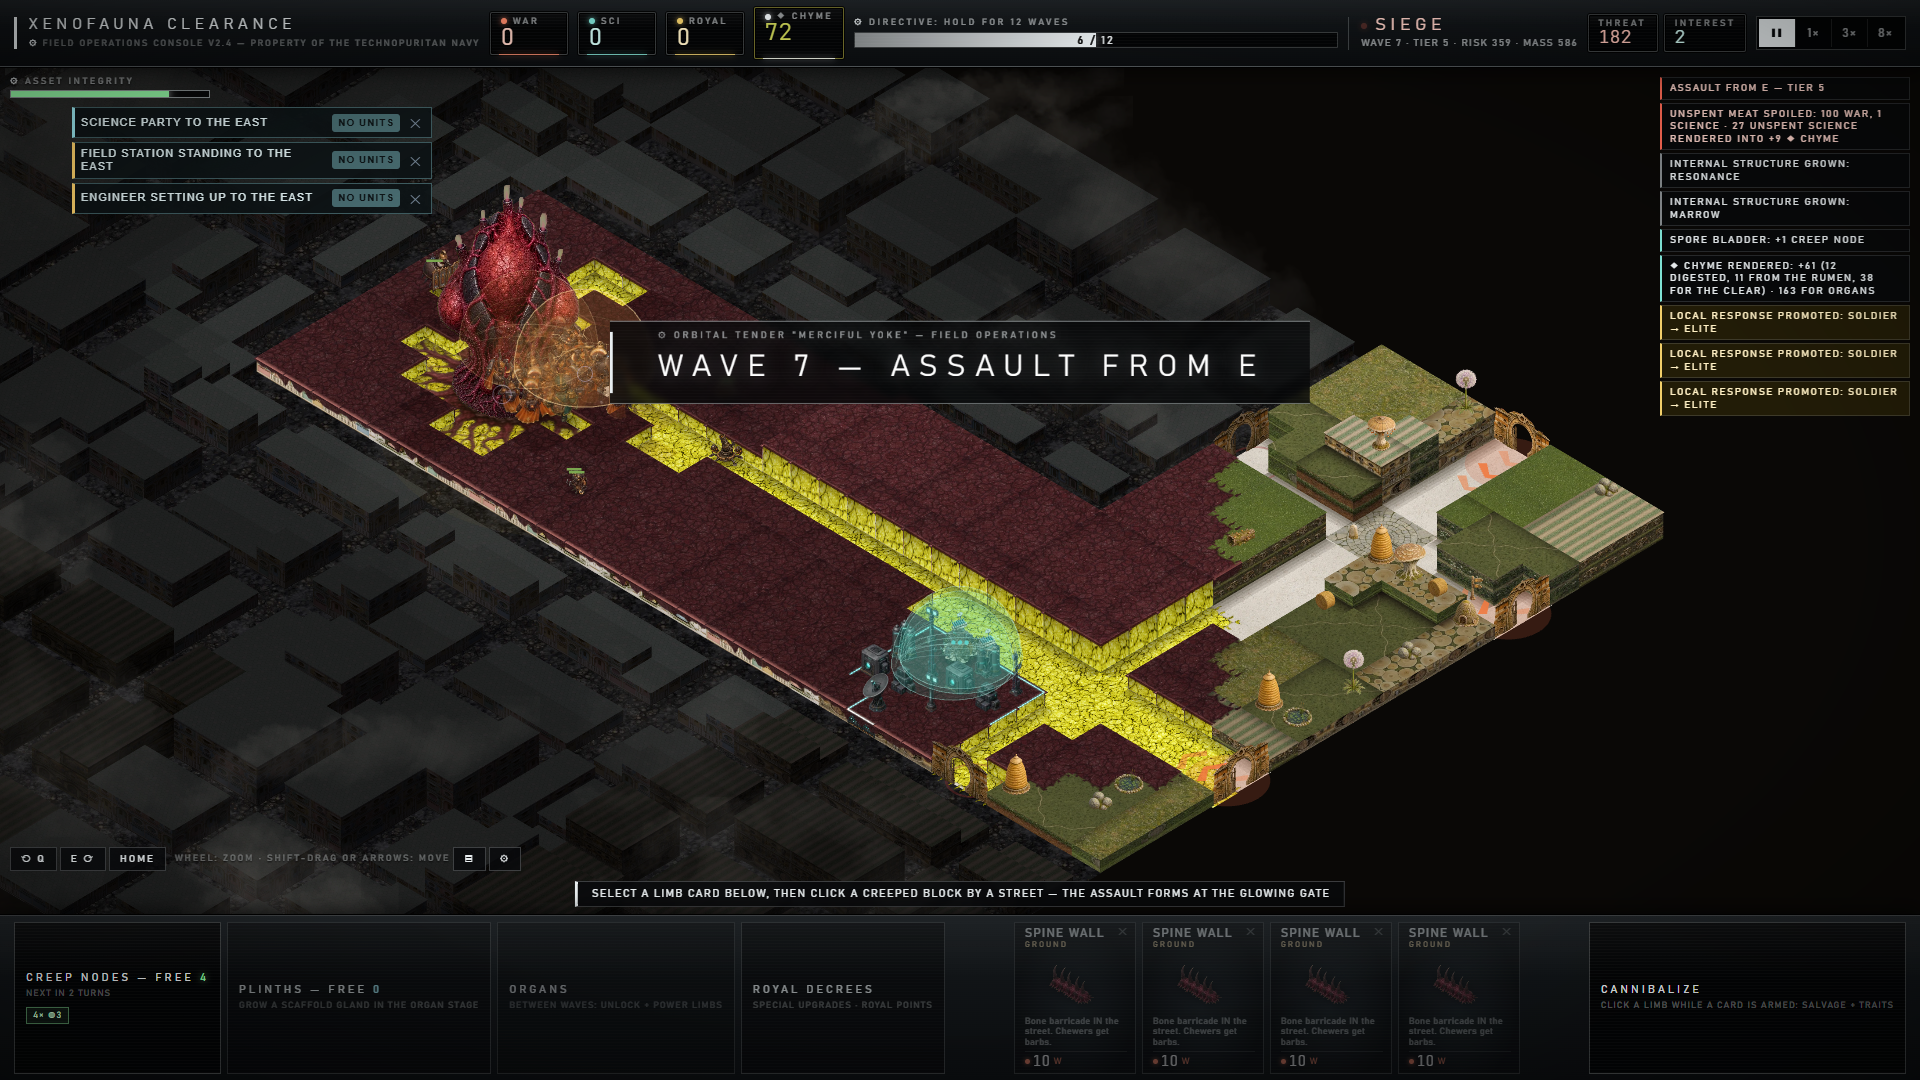 XENOFAUNA CLEARANCE
FIELD OPERATIONS CONSOLE V2.4 — PROPERTY OF THE TECHNOPURITAN NAVY
WAR
0
SCI
0
ROYAL
0
◆ CHYME
72
DIRECTIVE: HOLD FOR 12 WAVES
6 / 12
SIEGE
WAVE 7 · TIER 5 · RISK 359 · MASS 586
THREAT
182
INTEREST
2
1×
3×
8×
ASSET INTEGRITY
SCIENCE PARTY TO THE EAST
NO UNITS
FIELD STATION STANDING TO THE
EAST
NO UNITS
ENGINEER SETTING UP TO THE EAST
NO UNITS
ASSAULT FROM E — TIER 5
UNSPENT MEAT SPOILED: 100 WAR, 1
SCIENCE · 27 UNSPENT SCIENCE
RENDERED INTO +9 ◆ CHYME
INTERNAL STRUCTURE GROWN:
RESONANCE
INTERNAL STRUCTURE GROWN:
MARROW
SPORE BLADDER: +1 CREEP NODE
◆ CHYME RENDERED: +61 (12
DIGESTED, 11 FROM THE RUMEN, 38
FOR THE CLEAR) · 163 FOR ORGANS
LOCAL RESPONSE PROMOTED: SOLDIER
→ ELITE
LOCAL RESPONSE PROMOTED: SOLDIER
→ ELITE
LOCAL RESPONSE PROMOTED: SOLDIER
→ ELITE
ORBITAL TENDER "MERCIFUL YOKE" — FIELD OPERATIONS
WAVE 7 — ASSAULT FROM E
⟲ Q
E ⟳
HOME
WHEEL: ZOOM · SHIFT-DRAG OR ARROWS: MOVE
SELECT A LIMB CARD BELOW, THEN CLICK A CREEPED BLOCK BY A STREET — THE ASSAULT FORMS AT THE GLOWING GATE
CREEP NODES — FREE 4
NEXT IN 2 TURNS
4× ⊕3
PLINTHS — FREE 0
GROW A SCAFFOLD GLAND IN THE ORGAN STAGE
ORGANS
BETWEEN WAVES: UNLOCK + POWER LIMBS
ROYAL DECREES
SPECIAL UPGRADES · ROYAL POINTS
SPINE WALL
GROUND
Bone barricade IN the
street. Chewers get
barbs.
10 W
SPINE WALL
GROUND
Bone barricade IN the
street. Chewers get
barbs.
10 W
SPINE WALL
GROUND
Bone barricade IN the
street. Chewers get
barbs.
10 W
SPINE WALL
GROUND
Bone barricade IN the
street. Chewers get
barbs.
10 W
CANNIBALIZE
CLICK A LIMB WHILE A CARD IS ARMED: SALVAGE + TRAITS